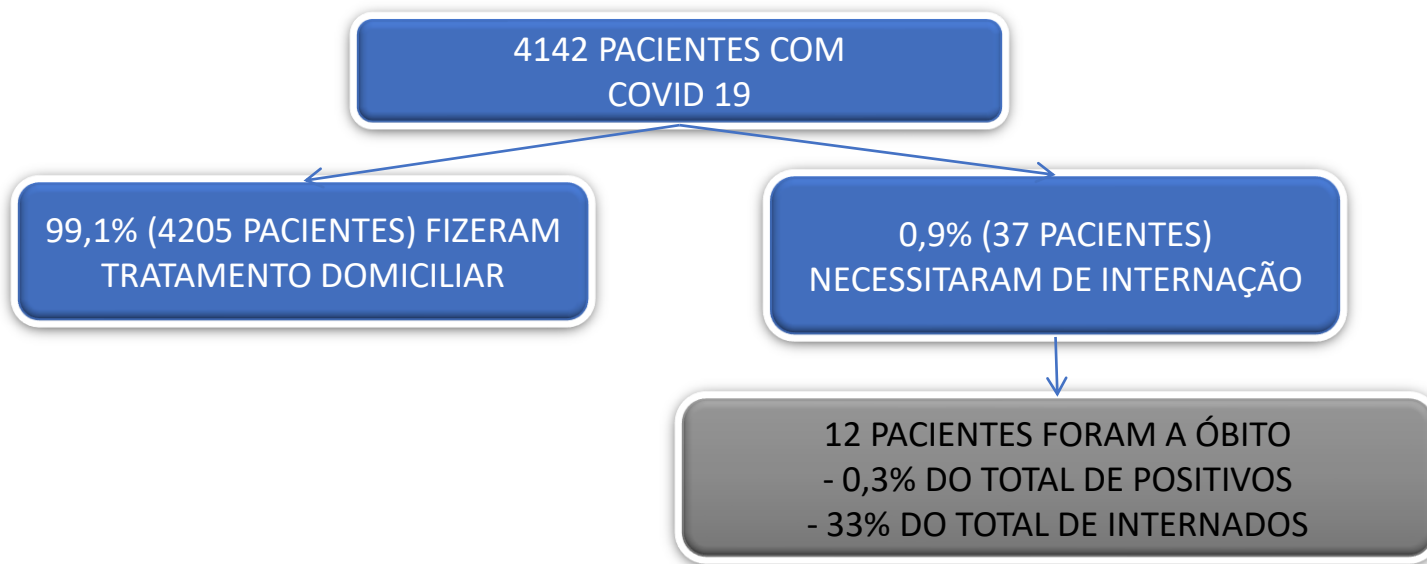 4142 PACIENTES COM
COVID 19
99,1% (4205 PACIENTES) FIZERAM
TRATAMENTO DOMICILIAR
0,9% (37 PACIENTES)
NECESSITARAM DE INTERNAÇÃO
12 PACIENTES FORAM A ÓBITO
- 0,3% DO TOTAL DE POSITIVOS
- 33% DO TOTAL DE INTERNADOS